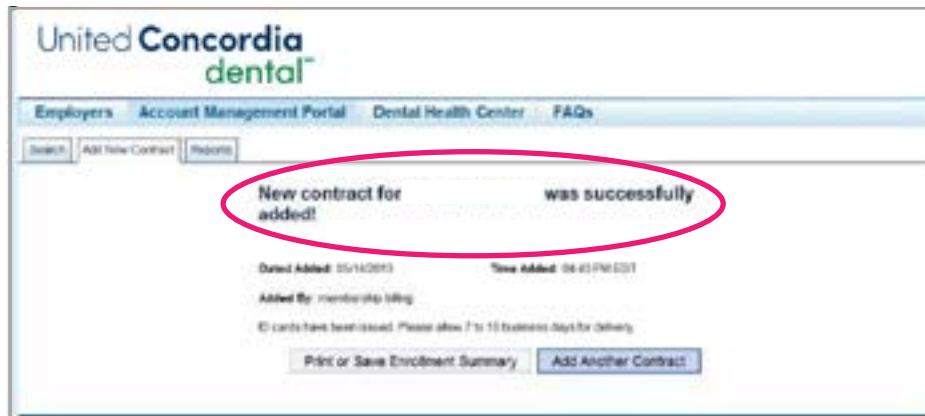 United Concordia
dental
Employers Account Management Portal Dental Health Center FAQs
Search Add New Contract Reports
New contract for was successfully
added!
Dated Added: 05/14/2013 Time Added: 04:43 PM EDT
Added By: membership billing
ID cards have been issued. Please allow 7 to 10 business days for delivery.
Print or Save Enrollment Summary Add Another Contract